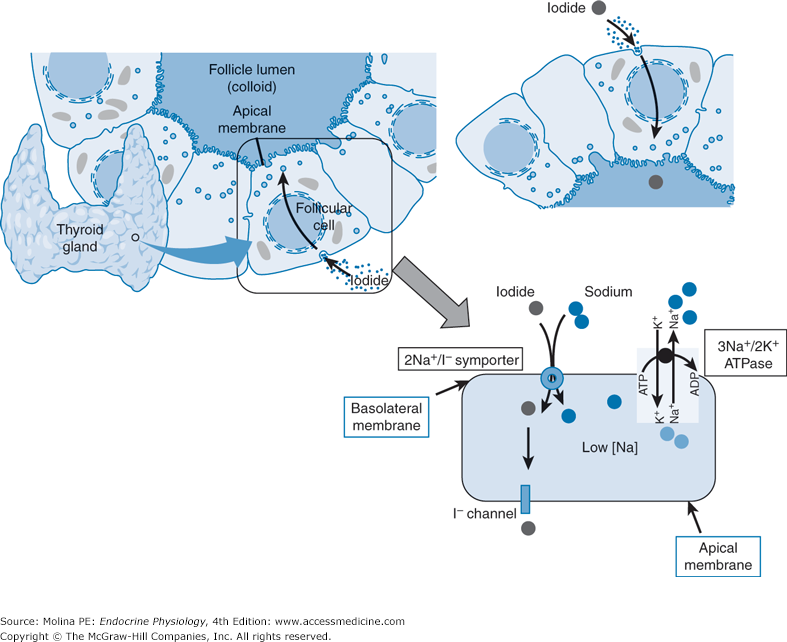 Iodide
Follicle lumen
(colloid)
Apical
membrane
Follicular
cell
Thyroid
gland
Iodide
Iodide
Sodium
2Na⁺/I⁻ symporter
K⁺
Na⁺
3Na⁺/2K⁺
ATPase
ATP
ADP
K⁺
Na⁺
Basolateral
membrane
Low [Na]
I⁻ channel
Apical
membrane
Source: Molina PE: Endocrine Physiology, 4th Edition: www.accessmedicine.com
Copyright © The McGraw-Hill Companies, Inc. All rights reserved.